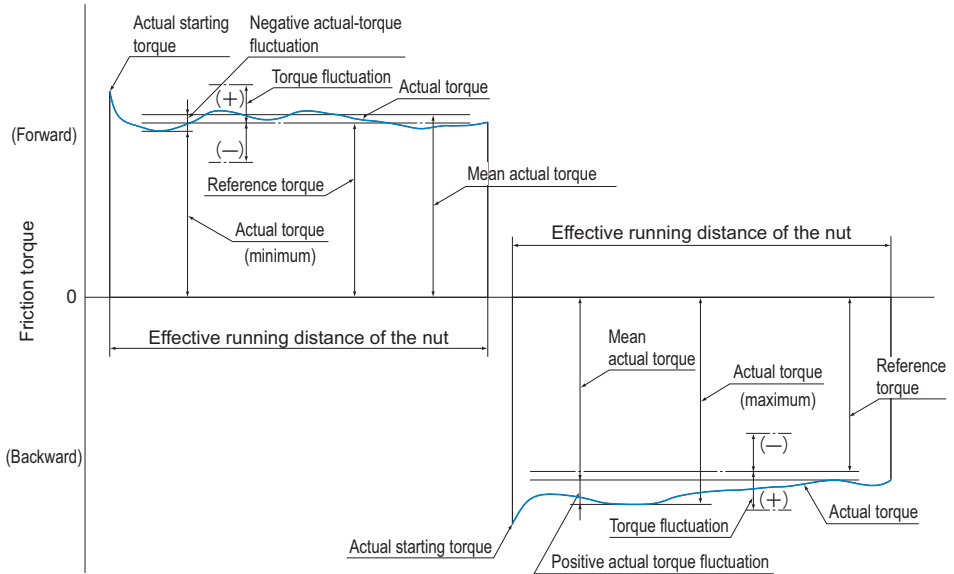 Actual starting
torque
Negative actual-torque
fluctuation
Torque fluctuation
(+)
Actual torque
(Forward)
(—)
Reference torque
Mean actual torque
Actual torque
(minimum)
Effective running distance of the nut
Friction torque
0
Effective running distance of the nut
Mean
actual torque
Actual torque
(maximum)
Reference
torque
(Backward)
(—)
(+)
Actual torque
Torque fluctuation
Actual starting torque
Positive actual torque fluctuation